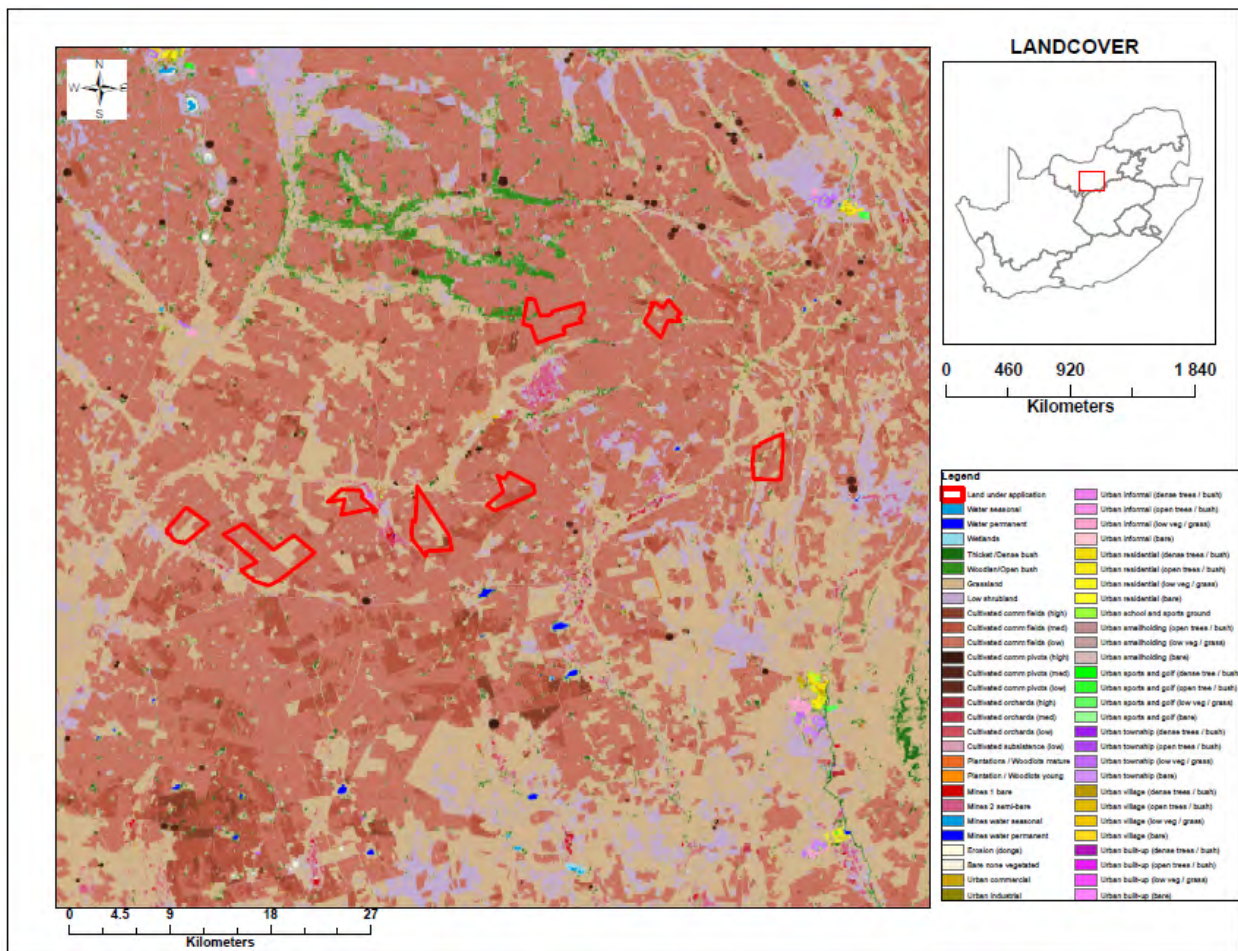 LANDCOVER
N
W E
S
0 460 920 1 840
Kilometers
Legend
Land under application
Water seasonal
Water permanent
Wetlands
Thicket /Dense bush
Woodlan/Open bush
Grassland
Low shrubland
Cultivated comm fields (high)
Cultivated comm fields (med)
Cultivated comm fields (low)
Cultivated comm pivots (high)
Cultivated comm pivots (med)
Cultivated comm pivots (low)
Cultivated orchards (high)
Cultivated orchards (med)
Cultivated orchards (low)
Cultivated subsistence (low)
Plantations / Woodlots mature
Plantation / Woodlots young
Mines 1 bare
Mines 2 semi-bare
Mines water seasonal
Mines water permanent
Erosion (donga)
Bare none vegetated
Urban commercial
Urban industrial
Urban informal (dense trees / bush)
Urban informal (open trees / bush)
Urban informal (low veg / grass)
Urban informal (bare)
Urban residential (dense trees / bush)
Urban residential (open trees / bush)
Urban residential (low veg / grass)
Urban residential (bare)
Urban school and sports ground
Urban smallholding (open trees / bush)
Urban smallholding (low veg / grass)
Urban smallholding (bare)
Urban sports and golf (dense tree / bush
Urban sports and golf (open tree / bush)
Urban sports and golf (low veg / grass)
Urban sports and golf (bare)
Urban township (dense trees / bush)
Urban township (open trees / bush)
Urban township (low veg / grass)
Urban township (bare)
Urban village (dense trees / bush)
Urban village (open trees / bush)
Urban village (low veg / grass)
Urban village (bare)
Urban built-up (dense trees / bush)
Urban built-up (open trees / bush)
Urban built-up (low veg / grass)
Urban built-up (bare)
0 4.5 9 18 27
Kilometers